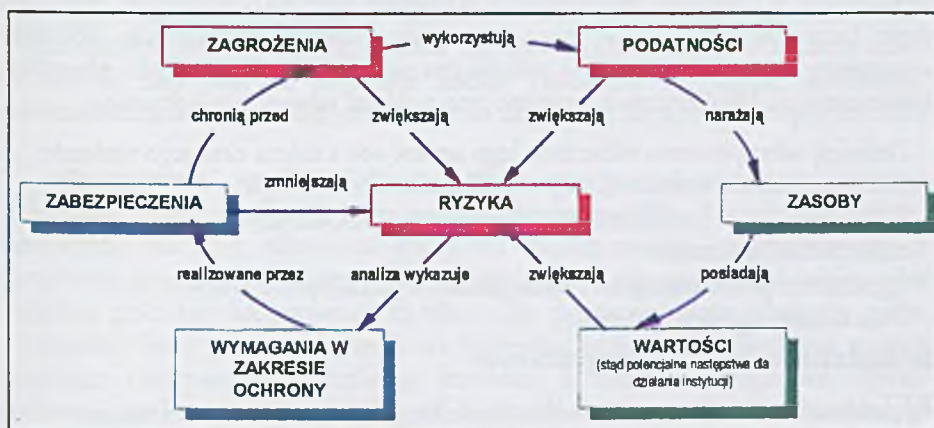 ZAGROŻENIA wykorzystują PODATNOŚCI
chronią przed zwiększają zwiększają narażają
ZABEZPIECZENIA zmniejszają RYZYKA ZASOBY
realizowane przez analiza wykazuje zwiększają posiadają
WYMAGANIA W
ZAKRESIE
OCHRONY
WARTOŚCI
(stąd potencjalne następstwe dla
działania instytucji)